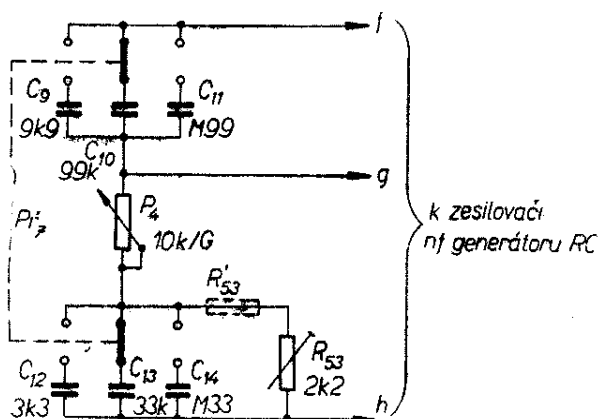 f
C9
C11
9k9
M99
C10
99k
g
P4
Př7
10k/G
k zesilovači
nf generátoru RC
R'53
C12
C13
C14
R53
2k2
3k3
33k
M33
h